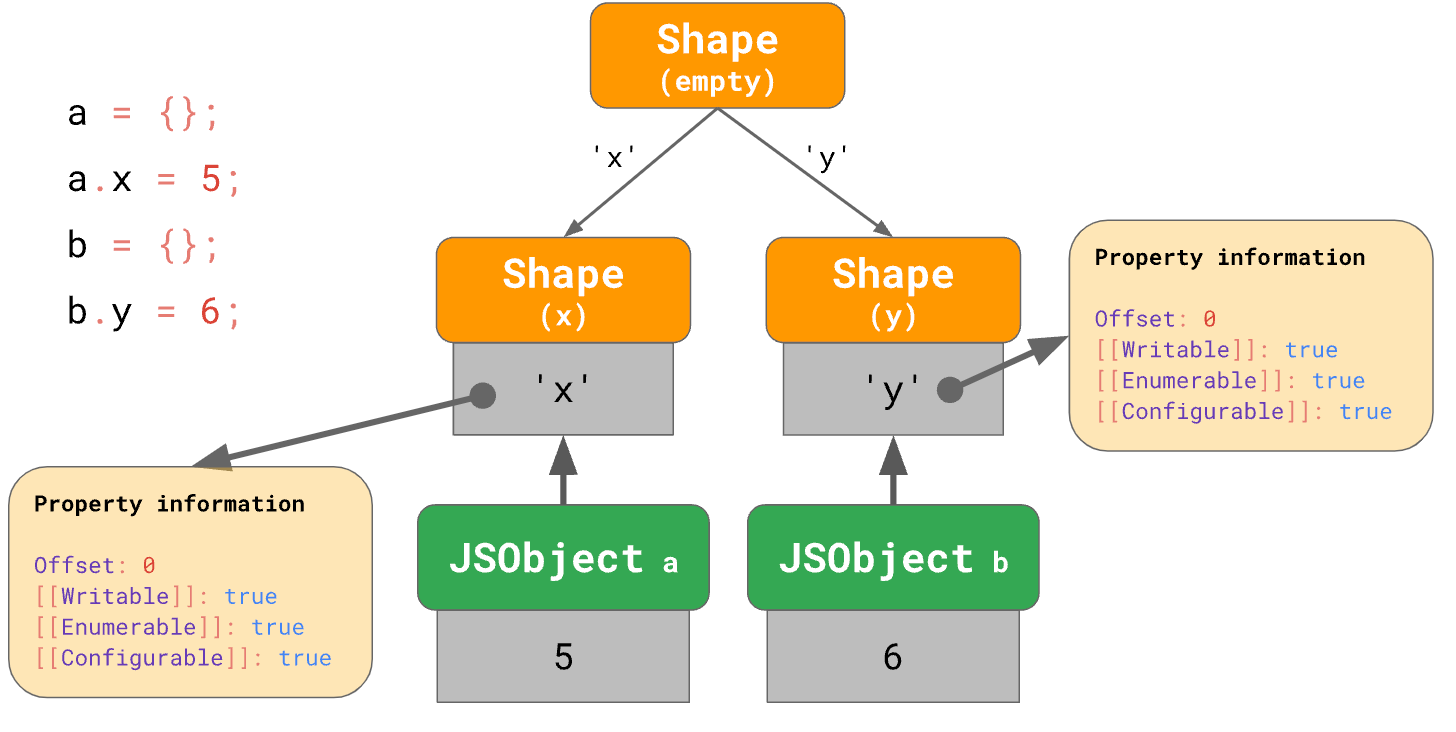 a = {};
a.x = 5;
b = {};
b.y = 6;
Shape
(empty)
'x'
'y'
Shape
(x)
'x'
Shape
(y)
'y'
Property information
Offset: 0
[[Writable]]: true
[[Enumerable]]: true
[[Configurable]]: true
Property information
Offset: 0
[[Writable]]: true
[[Enumerable]]: true
[[Configurable]]: true
JSObject a
5
JSObject b
6